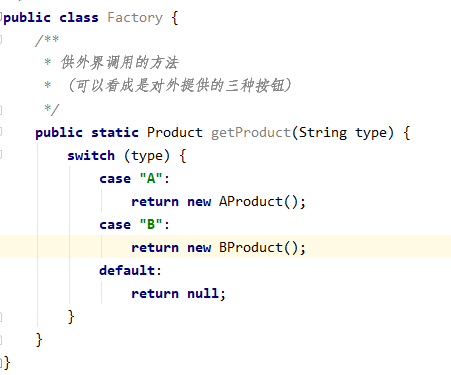 public class Factory {
/**
* 供外界调用的方法
* （可以看成是对外提供的三种按钮）
*/
public static Product getProduct(String type) {
switch (type) {
case "A":
return new AProduct();
case "B":
return new BProduct();
default:
return null;
}
}
}